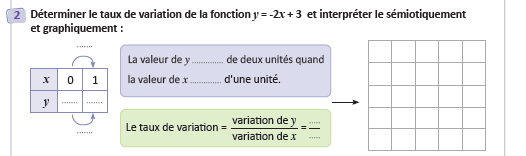 2 Déterminer le taux de variation de la fonction y = -2x + 3 et interpréter le sémiotiquement
et graphiquement :
.......
x 0 1
y ....... .......
.......
La valeur de y ............. de deux unités quand
la valeur de x ............. d'une unité.
Le taux de variation = variation de y / variation de x = ..... / .....